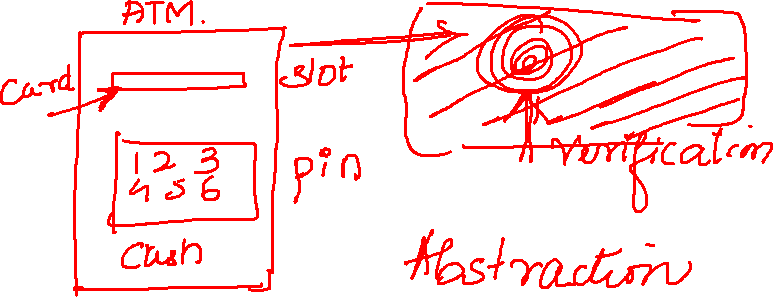 ATM.
Card
slot
S
1 2 3
4 5 6
pin
Cash
Verification
Abstraction